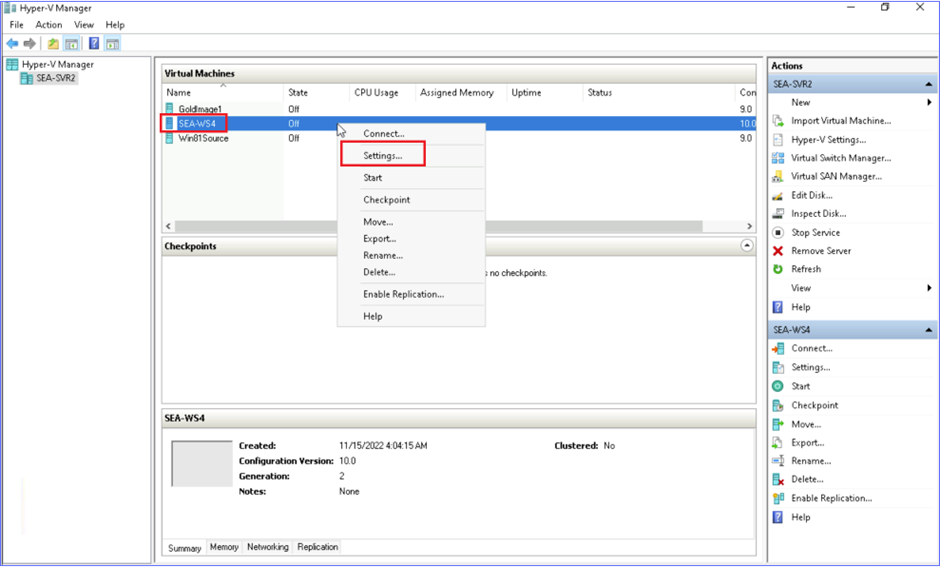 Hyper-V Manager
File Action View Help
Hyper-V Manager
SEA-SVR2
Virtual Machines
Name State CPU Usage Assigned Memory Uptime Status Con
GoldImage1 Off 9.0
SEA-WS4 Off 10.0
Win81Source Off 9.0
Connect...
Settings...
Start
Checkpoint
Move...
Export...
Rename...
Delete...
Enable Replication...
Help
Checkpoints
s no checkpoints.
SEA-WS4
Created: 11/15/2022 4:04:15 AM Clustered: No
Configuration Version: 10.0
Generation: 2
Notes: None
Summary Memory Networking Replication
Actions
SEA-SVR2
New
Import Virtual Machine...
Hyper-V Settings...
Virtual Switch Manager...
Virtual SAN Manager...
Edit Disk...
Inspect Disk...
Stop Service
Remove Server
Refresh
View
Help
SEA-WS4
Connect...
Settings...
Start
Checkpoint
Move...
Export...
Rename...
Delete...
Enable Replication...
Help